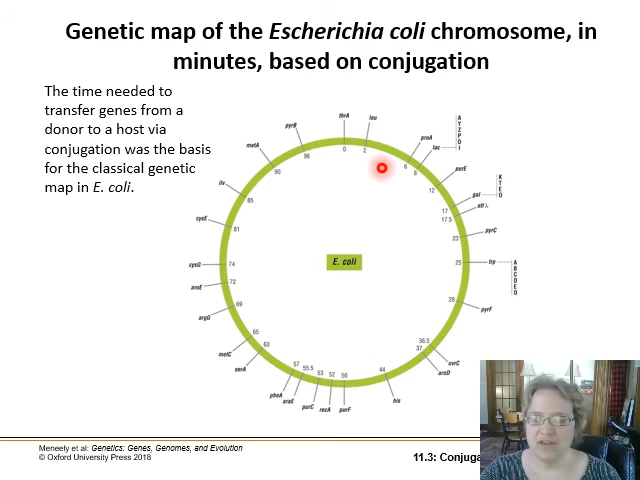 Genetic map of the Escherichia coli chromosome, in
minutes, based on conjugation
The time needed to
transfer genes from a
donor to a host via
conjugation was the basis
for the classical genetic
map in E. coli.
thrA
leu
proA
lac
A
Y
Z
P
O
I
purE
gal
K
T
E
O
att λ
pyrC
trp
A
B
C
D
E
O
pyrF
uvrC
aroD
his
purF
recA
purC
araE
pheA
serA
metC
argG
aroE
cysG
cysE
ilv
metA
pyrB
0
2
6
8
12
17
17.5
23
25
28
36.5
37
44
50
52
53
55.5
57
63
65
69
72
74
81
85
90
96
E. coli
Meneely et al: Genetics: Genes, Genomes, and Evolution
© Oxford University Press 2018
11.3: